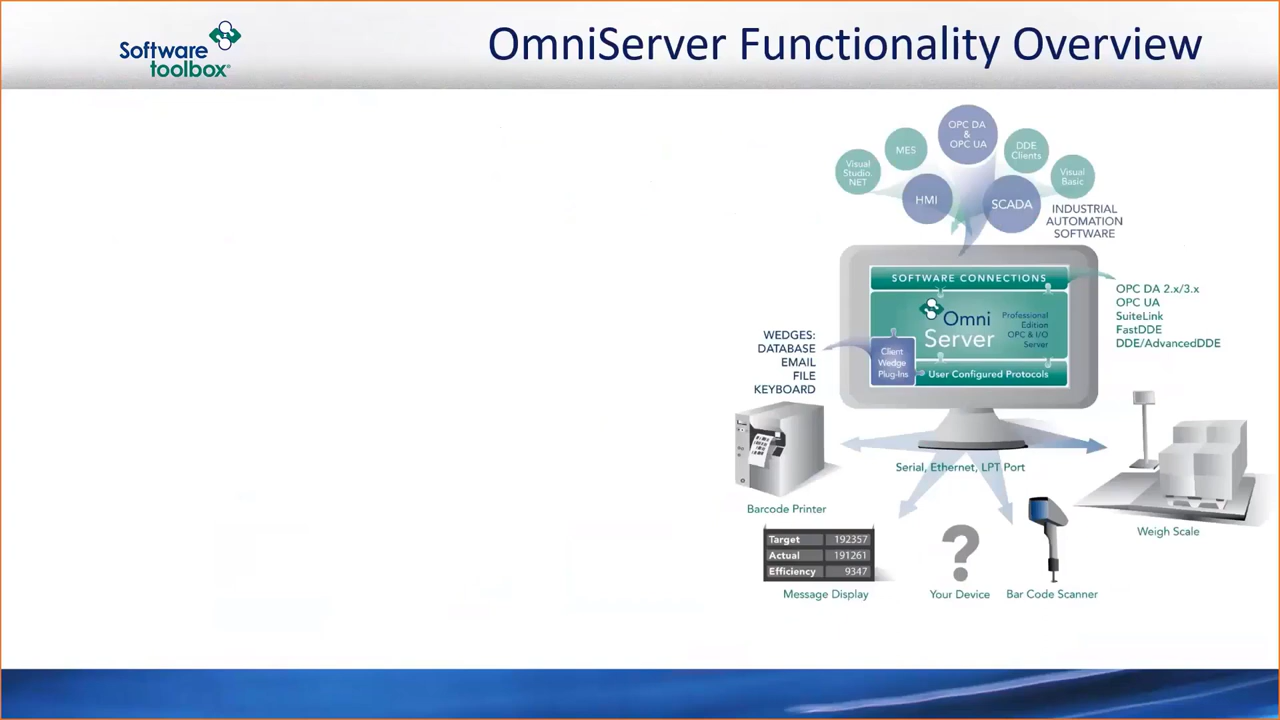 Software
toolbox®
OmniServer Functionality Overview
OPC DA
&
OPC UA
MES
DDE
Clients
Visual
Studio.
NET
Visual
Basic
HMI
SCADA
INDUSTRIAL
AUTOMATION
SOFTWARE
SOFTWARE CONNECTIONS
Omni
Server
Professional
Edition
OPC & I/O
Server
Client
Wedge
Plug-Ins
User Configured Protocols
OPC DA 2.x/3.x
OPC UA
SuiteLink
FastDDE
DDE/AdvancedDDE
WEDGES:
DATABASE
EMAIL
FILE
KEYBOARD
Serial, Ethernet, LPT Port
Barcode Printer
Weigh Scale
Target 192357
Actual 191261
Efficiency 9347
Message Display
?
Your Device
Bar Code Scanner